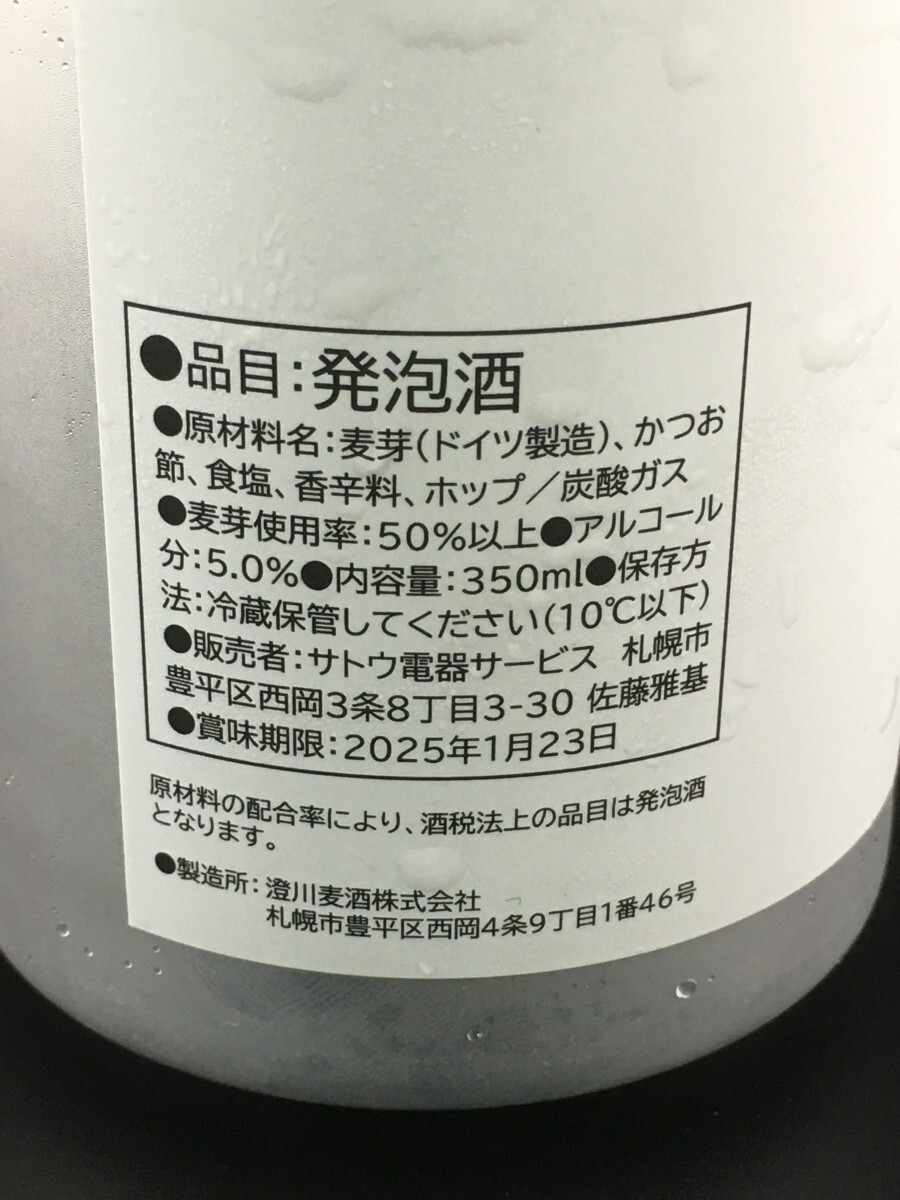 ●品目：発泡酒
●原材料名：麦芽（ドイツ製造）、かつお
節、食塩、香辛料、ホップ／炭酸ガス
●麦芽使用率：50％以上●アルコール
分：5.0％●内容量：350ml●保存方
法：冷蔵保管してください（10℃以下）
●販売者：サトウ電器サービス　札幌市
豊平区西岡3条8丁目3-30 佐藤雅基
●賞味期限：2025年1月23日
原材料の配合率により、酒税法上の品目は発泡酒
となります。
●製造所：澄川麦酒株式会社
札幌市豊平区西岡4条9丁目1番46号